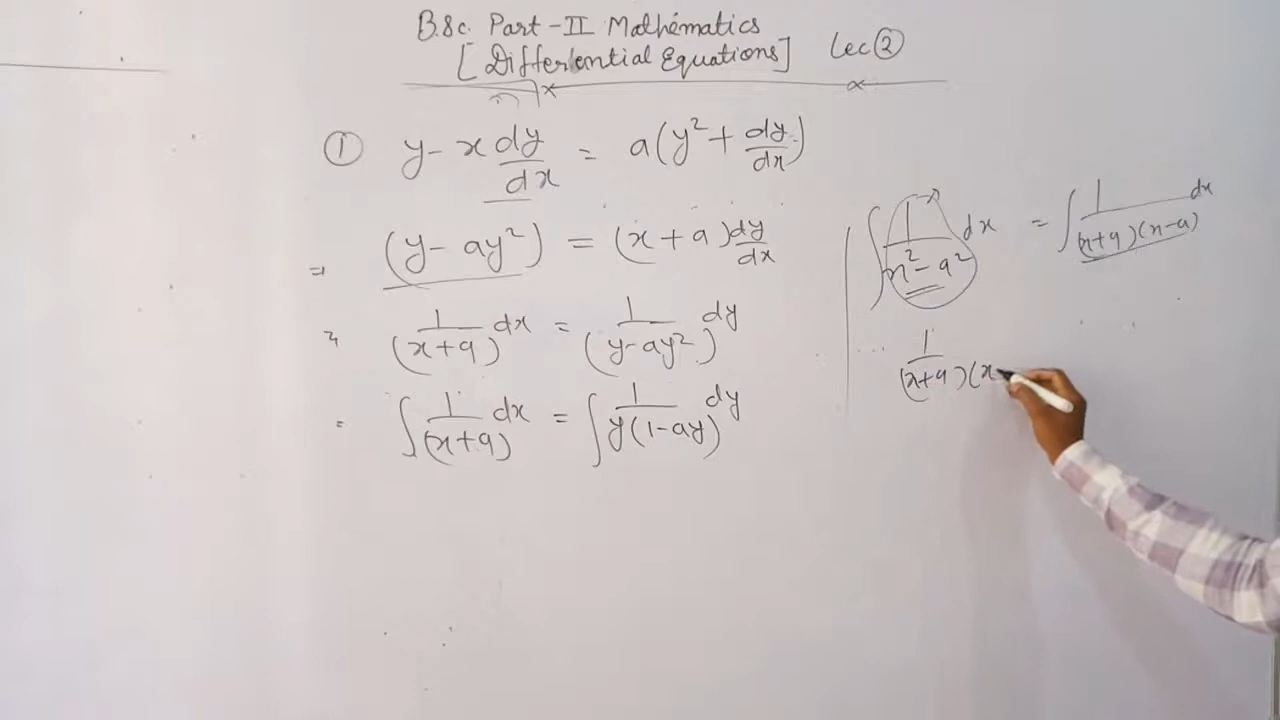 B.Sc. Part-II Mathematics
[Differential Equations] Lec ②
① y - x dy/dx = a(y² + dy/dx)
⇒ (y - ay²) = (x + a) dy/dx
1/(x+a) dx = 1/(y-ay²) dy
= ∫ 1/(x+a) dx = ∫ 1/y(1-ay) dy
∫ 1/x²-a² dx = ∫ 1/(x+a)(x-a) dx
1/(x+a)(x